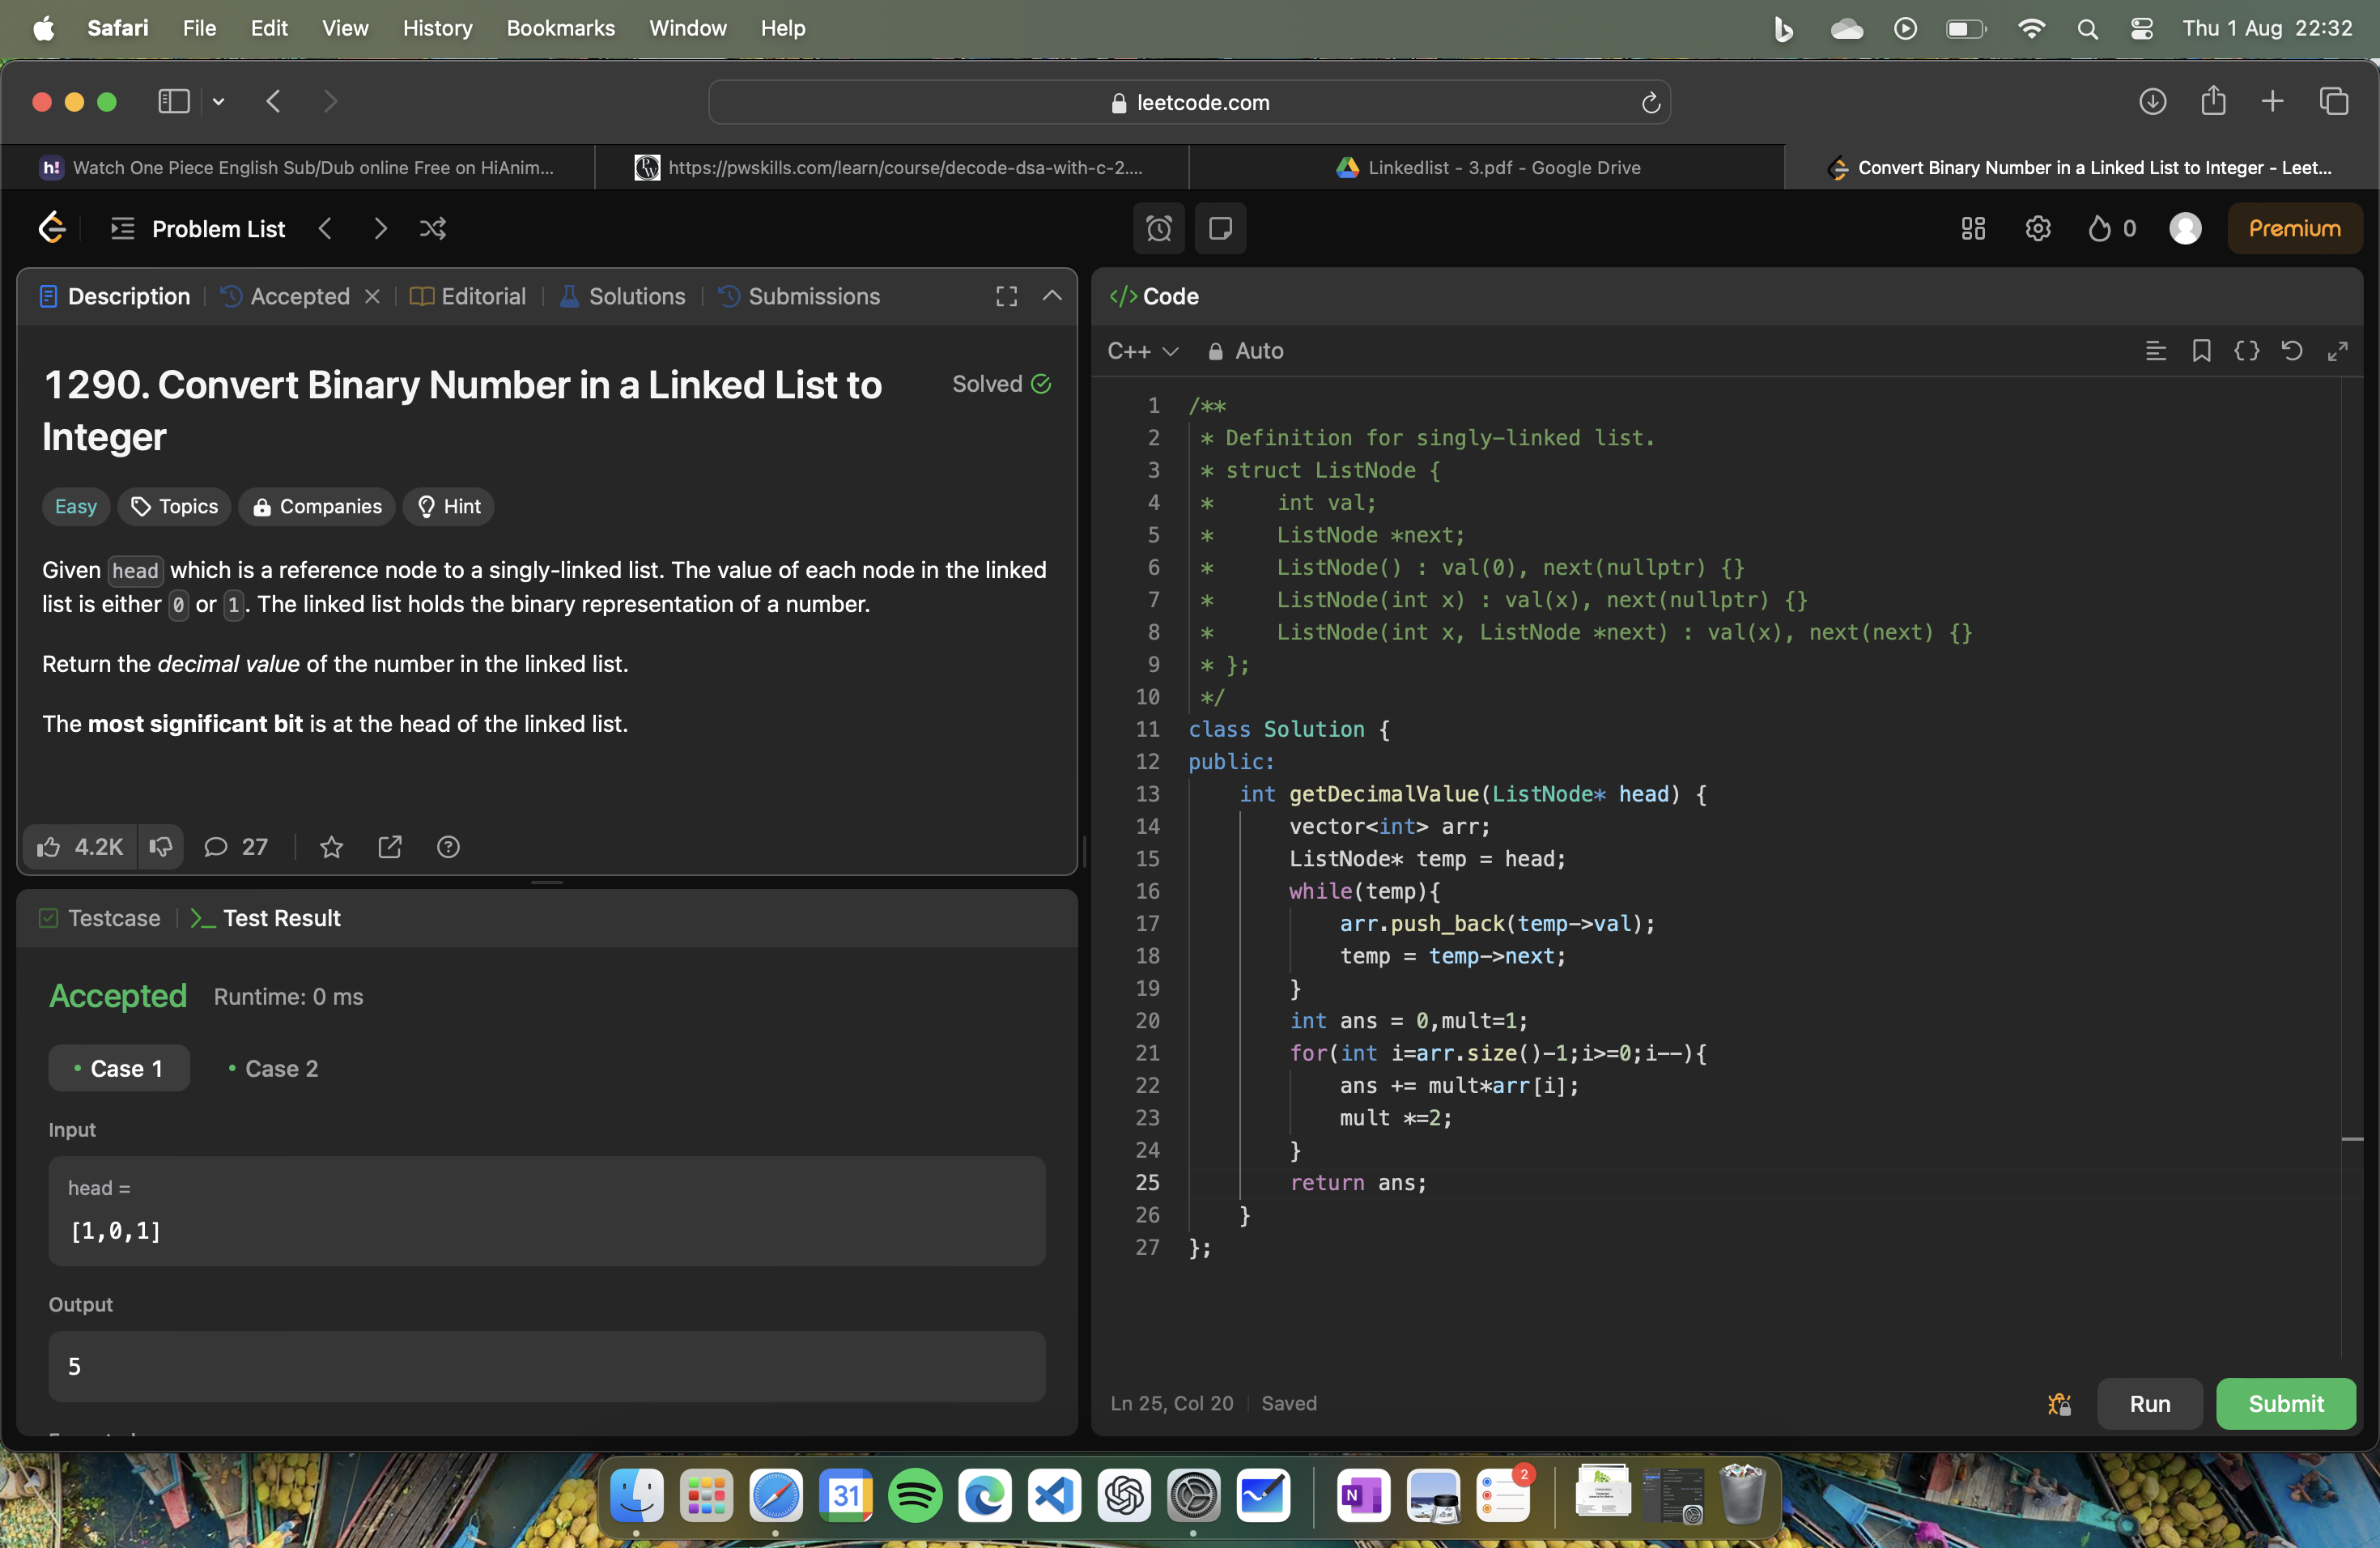 Safari File Edit View History Bookmarks Window Help Thu 1 Aug 22:32
leetcode.com
h! Watch One Piece English Sub/Dub online Free on HiAnim...
https://pwskills.com/learn/course/decode-dsa-with-c-2....
Linkedlist - 3.pdf - Google Drive
Convert Binary Number in a Linked List to Integer - Leet...
Problem List
0
Premium
Description Accepted Editorial Solutions Submissions
1290. Convert Binary Number in a Linked List to
Integer
Solved
Easy Topics Companies Hint
Given head which is a reference node to a singly-linked list. The value of each node in the linked
list is either 0 or 1. The linked list holds the binary representation of a number.
Return the decimal value of the number in the linked list.
The most significant bit is at the head of the linked list.
4.2K 27
Testcase >_ Test Result
Accepted Runtime: 0 ms
• Case 1 • Case 2
Input
head =
[1,0,1]
Output
5
</> Code
C++ Auto
1 /**
2 * Definition for singly-linked list.
3 * struct ListNode {
4 * int val;
5 * ListNode *next;
6 * ListNode() : val(0), next(nullptr) {}
7 * ListNode(int x) : val(x), next(nullptr) {}
8 * ListNode(int x, ListNode *next) : val(x), next(next) {}
9 * };
10 */
11 class Solution {
12 public:
13 int getDecimalValue(ListNode* head) {
14 vector<int> arr;
15 ListNode* temp = head;
16 while(temp){
17 arr.push_back(temp->val);
18 temp = temp->next;
19 }
20 int ans = 0,mult=1;
21 for(int i=arr.size()-1;i>=0;i--){
22 ans += mult*arr[i];
23 mult *=2;
24 }
25 return ans;
26 }
27 };
Ln 25, Col 20 Saved
Run Submit
31
N
2